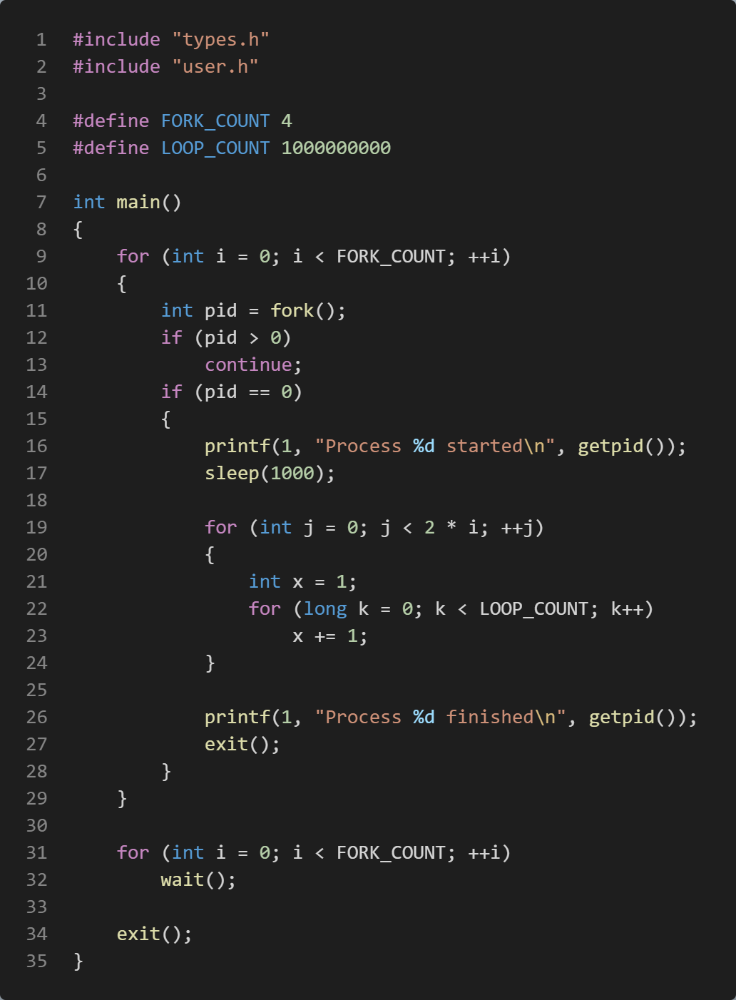 1 #include "types.h"
2 #include "user.h"
3
4 #define FORK_COUNT 4
5 #define LOOP_COUNT 1000000000
6
7 int main()
8 {
9     for (int i = 0; i < FORK_COUNT; ++i)
10     {
11         int pid = fork();
12         if (pid > 0)
13             continue;
14         if (pid == 0)
15         {
16             printf(1, "Process %d started\n", getpid());
17             sleep(1000);
18
19             for (int j = 0; j < 2 * i; ++j)
20             {
21                 int x = 1;
22                 for (long k = 0; k < LOOP_COUNT; k++)
23                     x += 1;
24             }
25
26             printf(1, "Process %d finished\n", getpid());
27             exit();
28         }
29     }
30
31     for (int i = 0; i < FORK_COUNT; ++i)
32         wait();
33
34     exit();
35 }